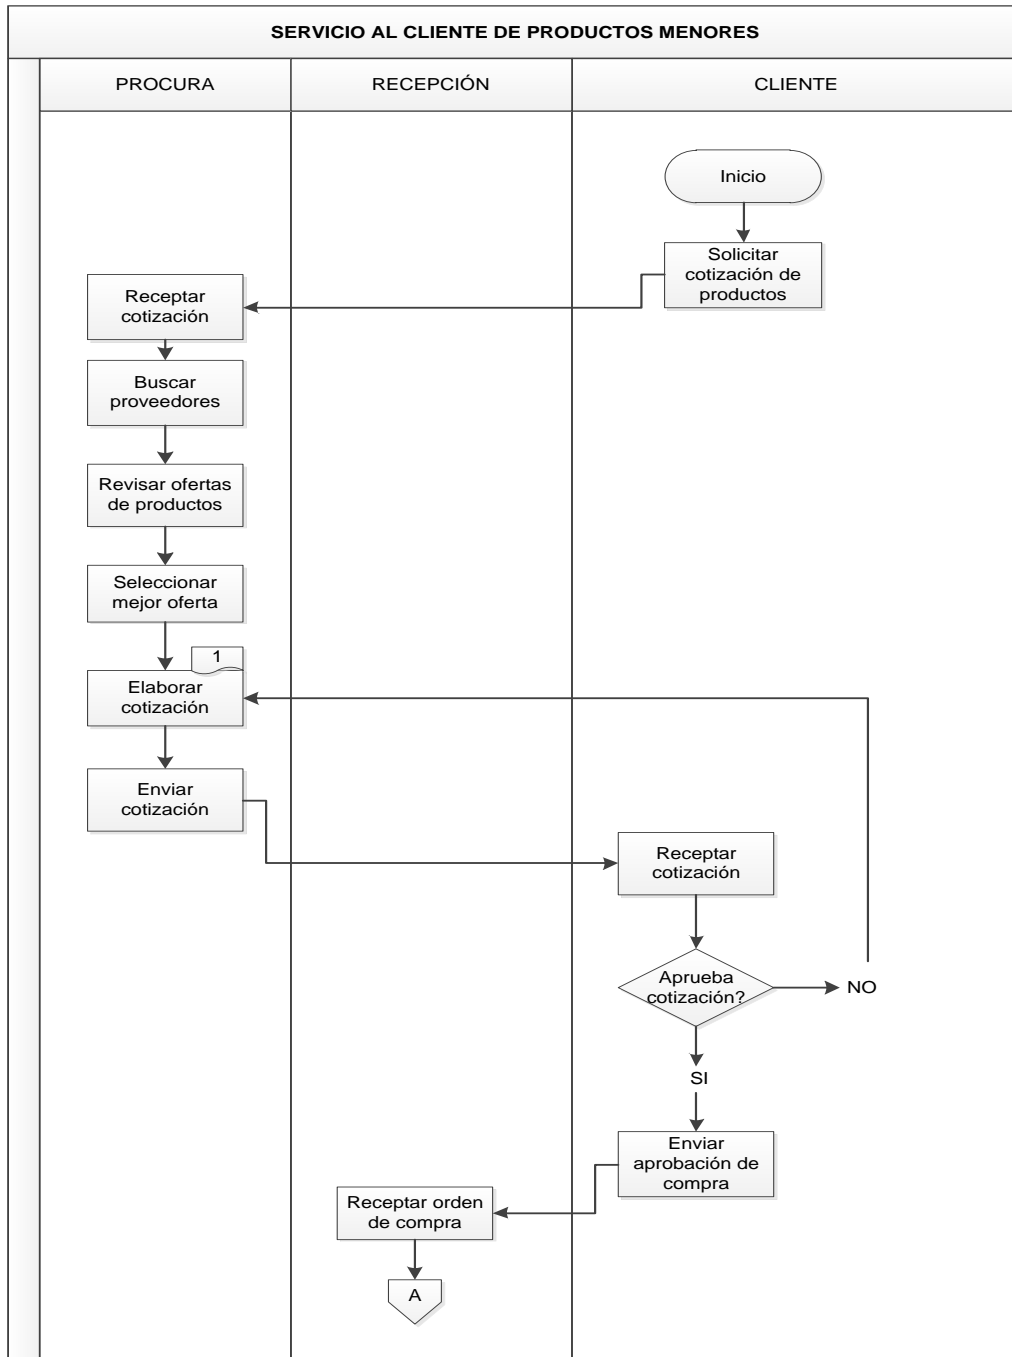 SERVICIO AL CLIENTE DE PRODUCTOS MENORES
PROCURA
RECEPCIÓN
CLIENTE
Inicio
Solicitar
cotización de
productos
Receptar
cotización
Buscar
proveedores
Revisar ofertas
de productos
Seleccionar
mejor oferta
1
Elaborar
cotización
Enviar
cotización
Receptar
cotización
Aprueba
cotización?
NO
SI
Enviar
aprobación de
compra
Receptar orden
de compra
A